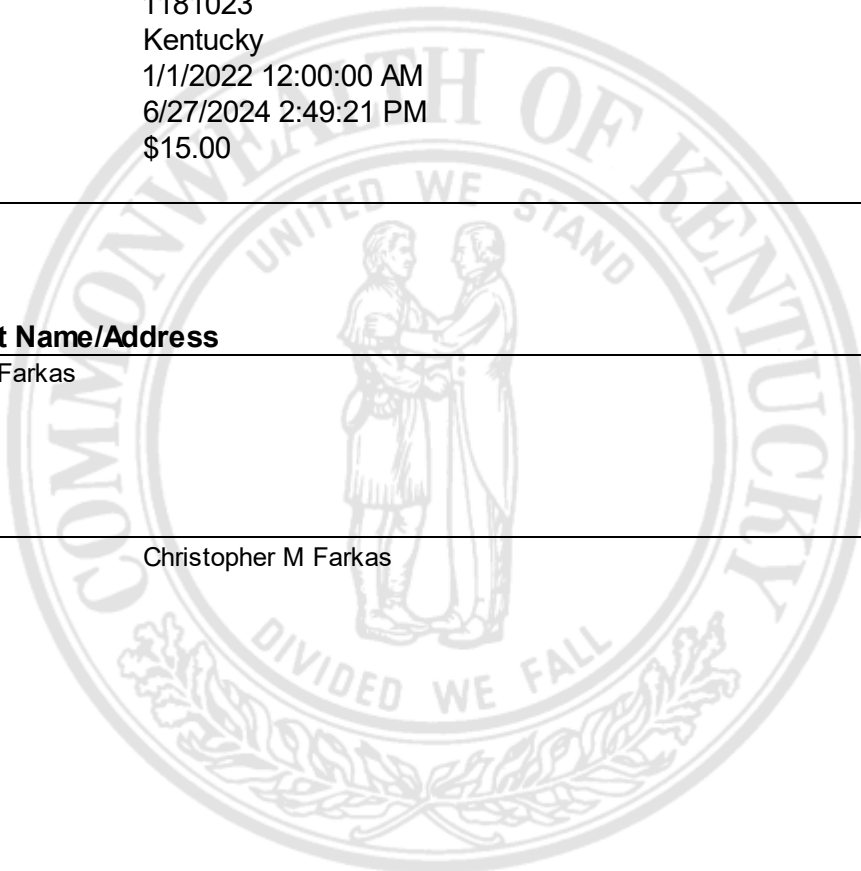 1181023
Kentucky
1/1/2022 12:00:00 AM
6/27/2024 2:49:21 PM
$15.00
t Name/Address
Farkas
Christopher M Farkas
COMMONWEALTH OF KENTUCKY
UNITED WE STAND
DIVIDED WE FALL